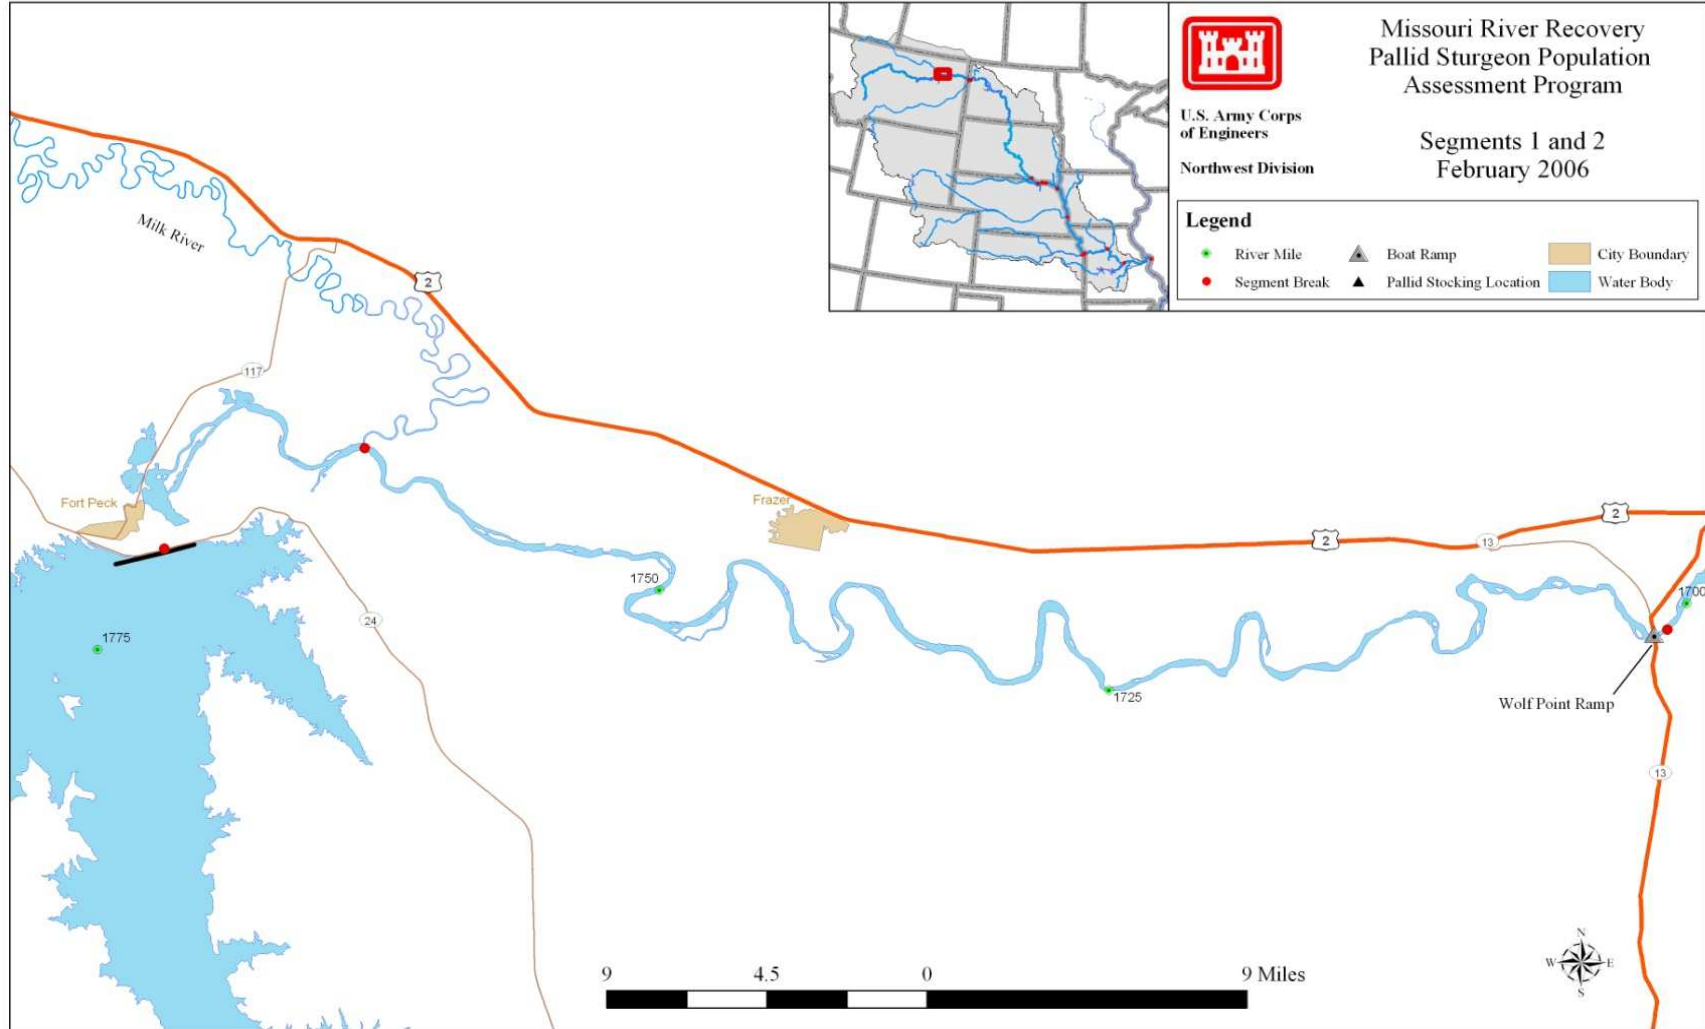 Missouri River Recovery
Pallid Sturgeon Population
Assessment Program
Segments 1 and 2
February 2006
U.S. Army Corps
of Engineers
Northwest Division
Legend
River Mile
Boat Ramp
City Boundary
Segment Break
Pallid Stocking Location
Water Body
Milk River
2
117
Fort Peck
Frazer
2
13
2
1750
1700
24
1775
1725
Wolf Point Ramp
13
N
W
E
S
9
4.5
0
9 Miles